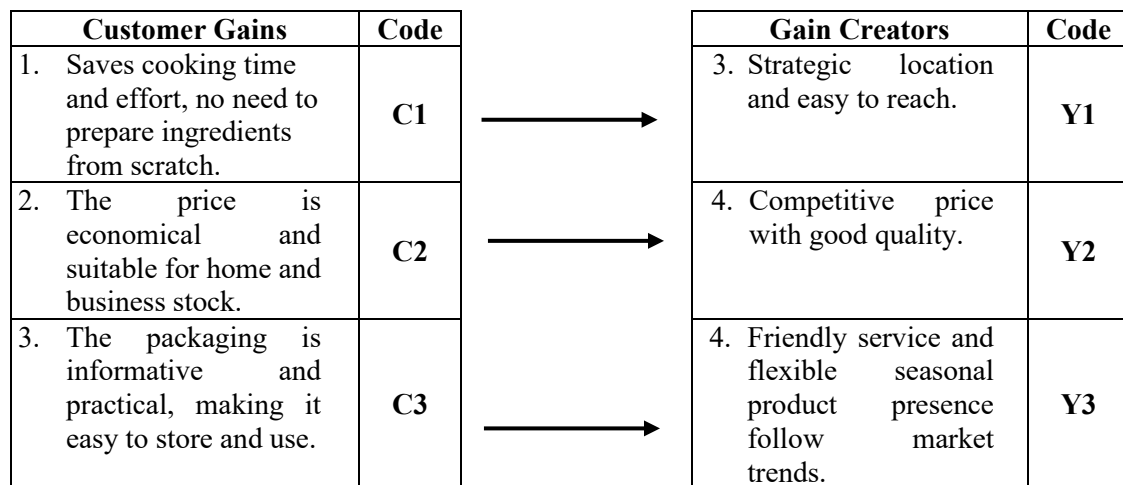 Customer Gains Code
1. Saves cooking time
and effort, no need to
prepare ingredients
from scratch.
C1
2. The price is
economical and
suitable for home and
business stock.
C2
3. The packaging is
informative and
practical, making it
easy to store and use.
C3
Gain Creators Code
3. Strategic location
and easy to reach.
Y1
4. Competitive price
with good quality.
Y2
4. Friendly service and
flexible seasonal
product presence
follow market
trends.
Y3